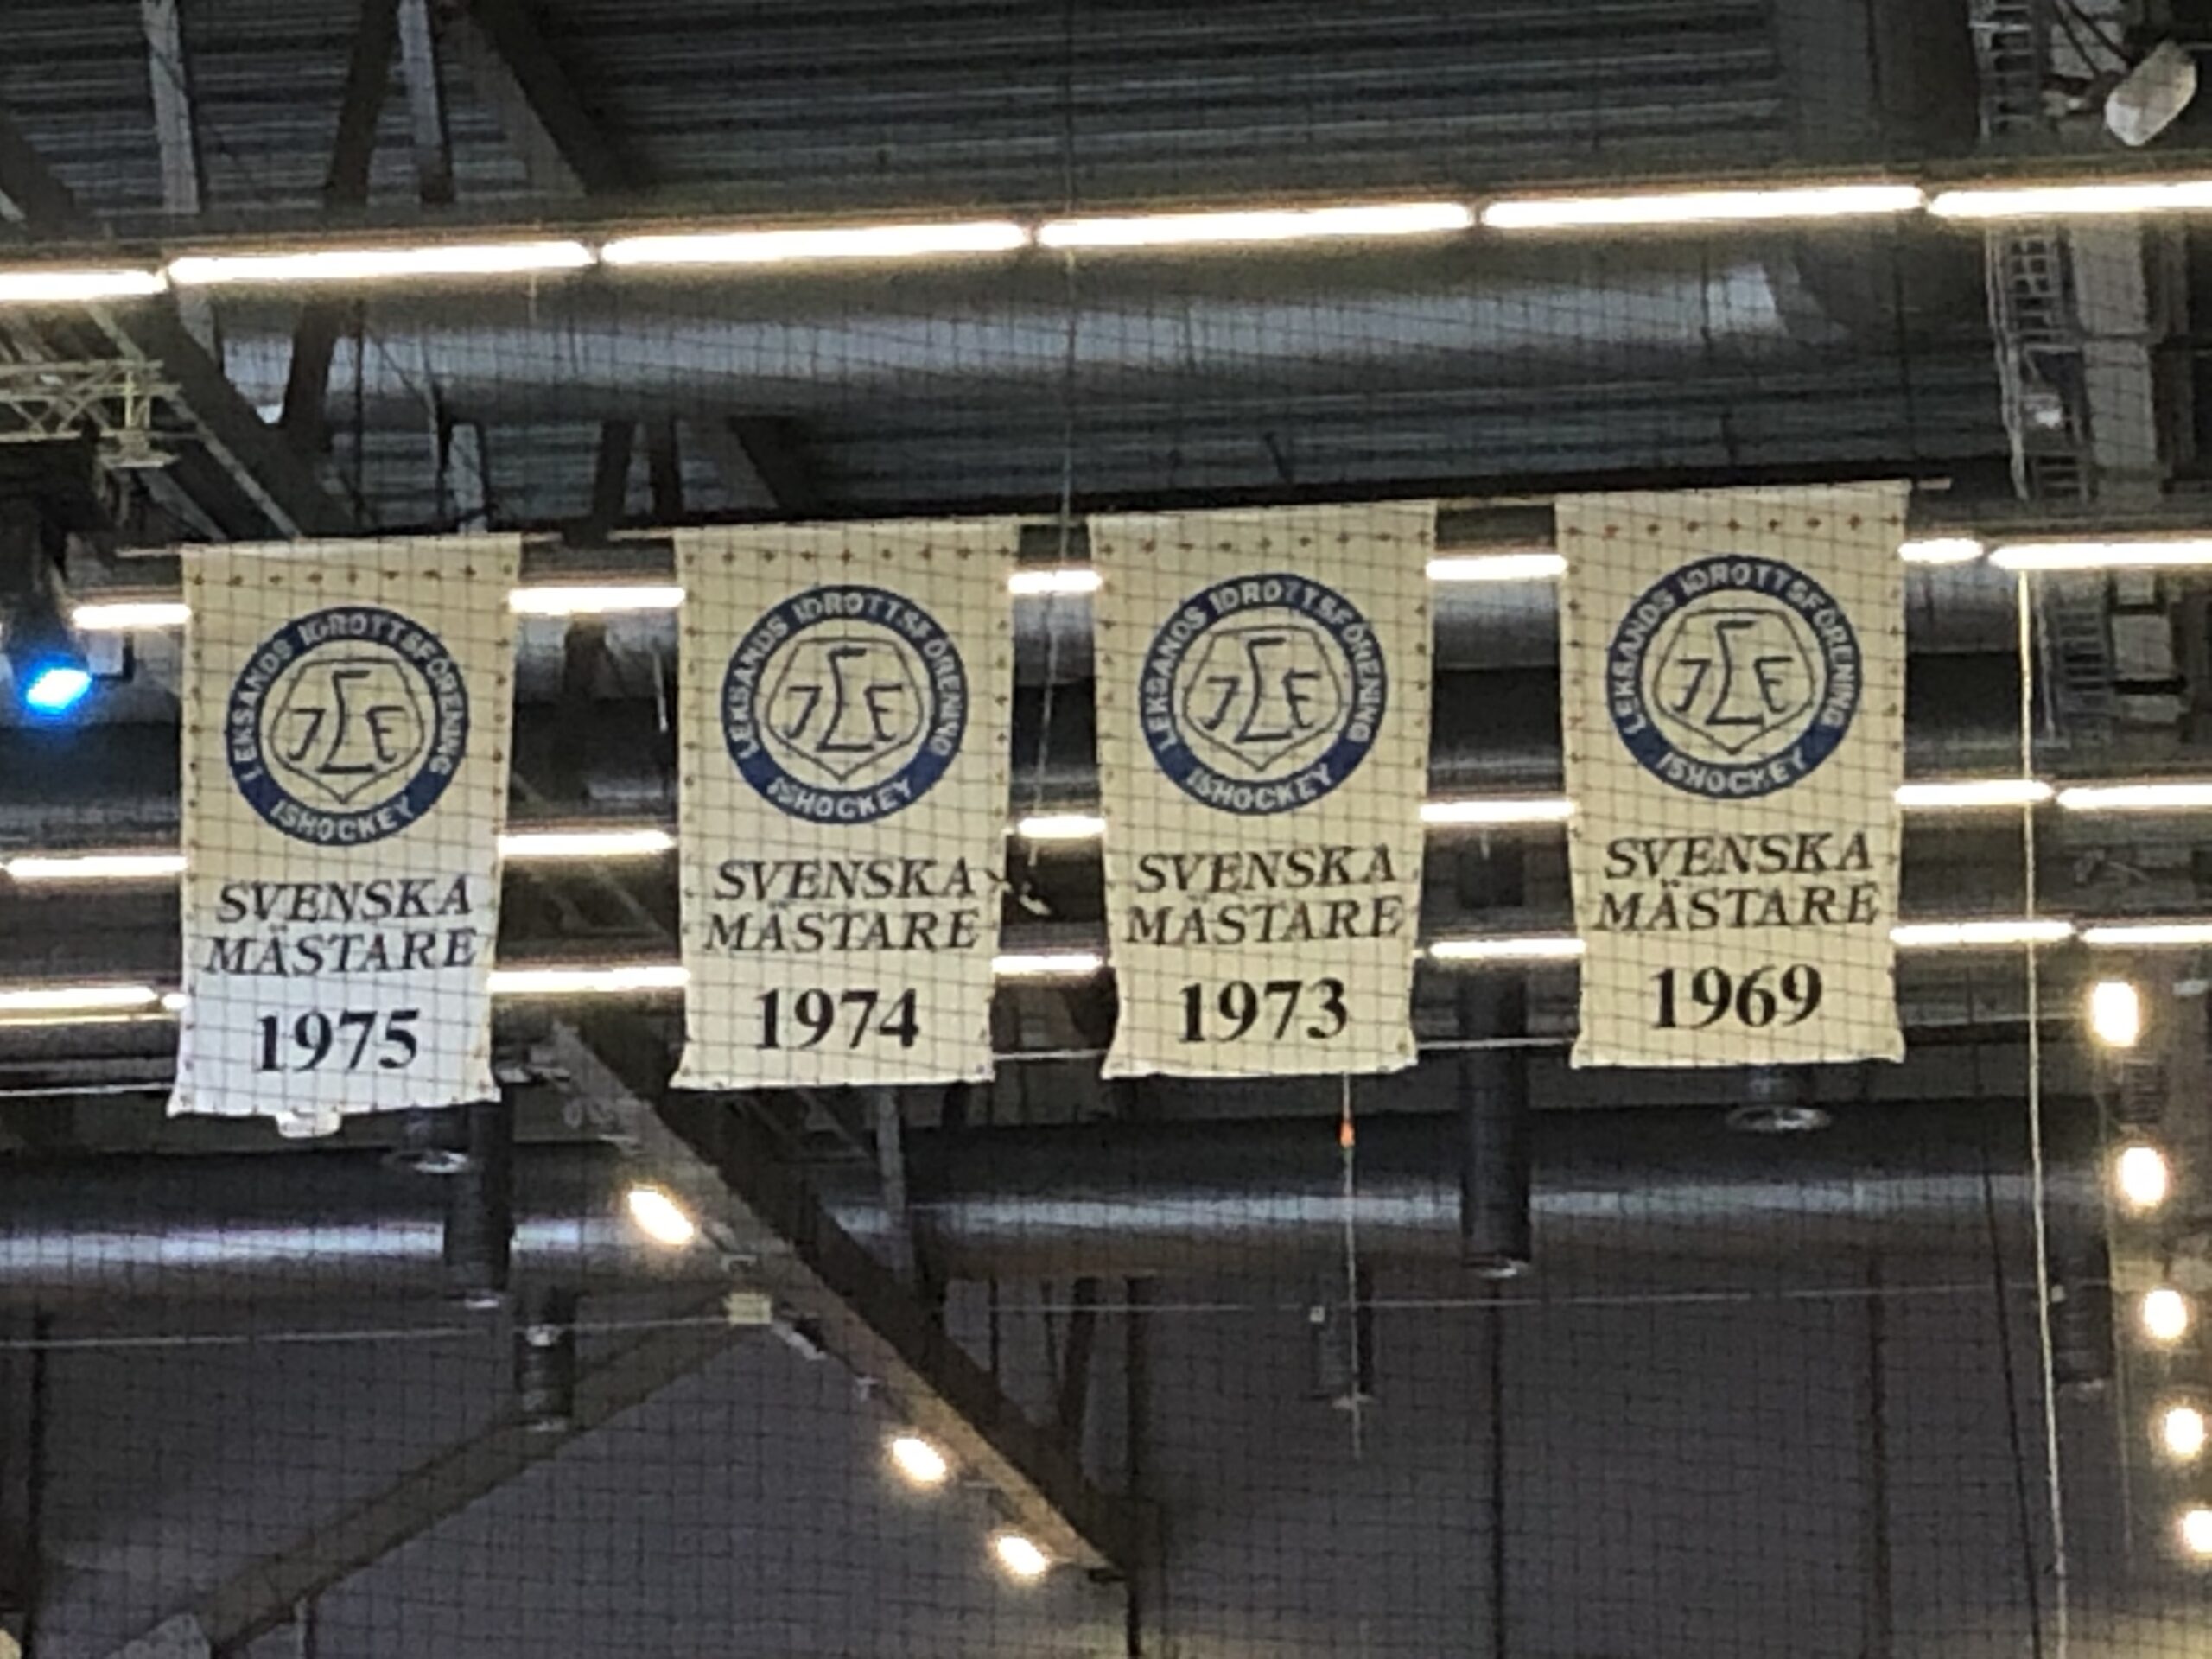 LEKSANDS IDROTTSFÖRENING
ISHOCKEY
I L F
SVENSKA
MÄSTARE
1975
LEKSANDS IDROTTSFÖRENING
ISHOCKEY
I L F
SVENSKA
MÄSTARE
1974
LEKSANDS IDROTTSFÖRENING
ISHOCKEY
I L F
SVENSKA
MÄSTARE
1973
LEKSANDS IDROTTSFÖRENING
ISHOCKEY
I L F
SVENSKA
MÄSTARE
1969